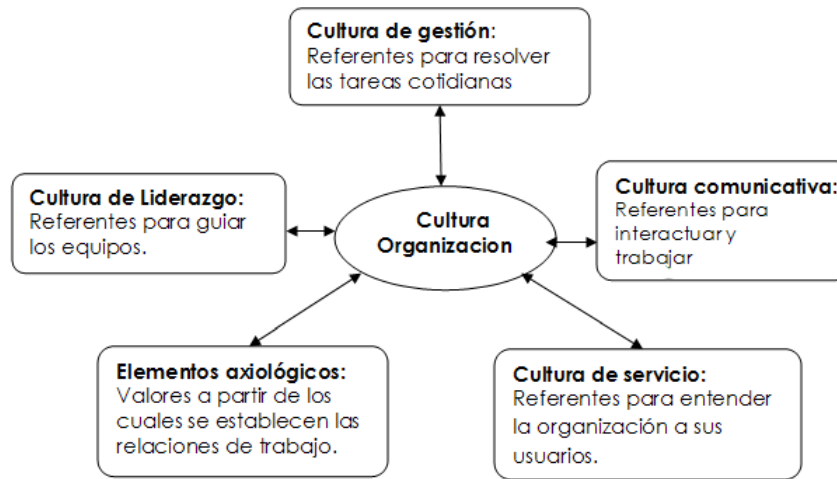 Cultura de gestión:
Referentes para resolver
las tareas cotidianas
Cultura de Liderazgo:
Referentes para guiar
los equipos.
Cultura
Organizacion
Cultura comunicativa:
Referentes para
interactuar y
trabajar
Elementos axiológicos:
Valores a partir de los
cuales se establecen las
relaciones de trabajo.
Cultura de servicio:
Referentes para entender
la organización a sus
usuarios.